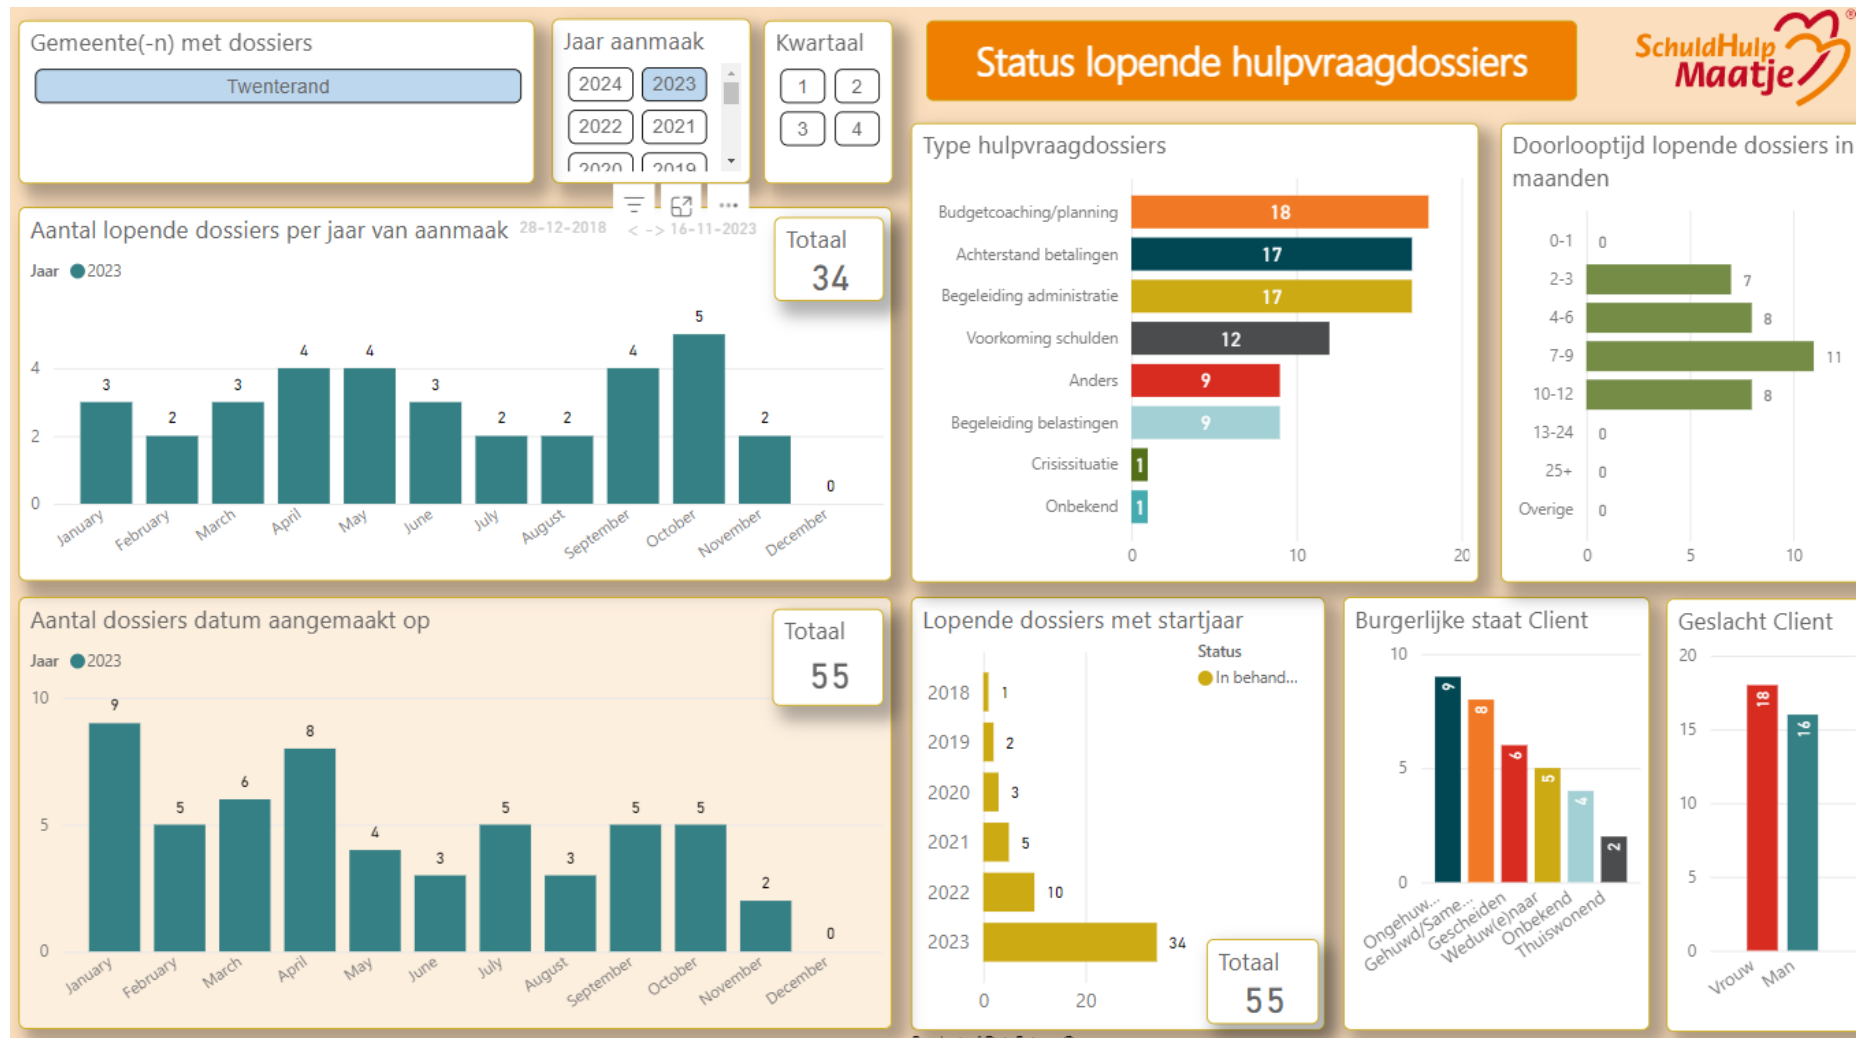 Gemeente(-n) met dossiers
Twenterand
Jaar aanmaak
2024 2023
2022 2021
2020 2019
Kwartaal
1 2
3 4
Status lopende hulpvraagdossiers
SchuldHulp
Maatje
®
Aantal lopende dossiers per jaar van aanmaak 28-12-2018 < -> 16-11-2023
Totaal
34
Jaar 2023
4
2
0
3 2 3 4 4 3 2 2 4 5 2 0
January February March April May June July August September October November December
Type hulpvraagdossiers
Budgetcoaching/planning 18
Achterstand betalingen 17
Begeleiding administratie 17
Voorkoming schulden 12
Anders 9
Begeleiding belastingen 9
Crisissituatie 1
Onbekend 1
0 10 20
Doorlooptijd lopende dossiers in
maanden
0-1 0
2-3 7
4-6 8
7-9 11
10-12 8
13-24 0
25+ 0
Overige 0
0 5 10
Aantal dossiers datum aangemaakt op
Totaal
55
Jaar 2023
10
5
0
9 5 6 8 4 3 5 3 5 5 2 0
January February March April May June July August September October November December
Lopende dossiers met startjaar
Status
In behand...
2018 1
2019 2
2020 3
2021 5
2022 10
2023 34
0 20
Totaal
55
Burgerlijke staat Client
10
5
0
9 8 6 5 4 2
Ongehuw... Gehuwd/Same... Gescheiden Weduw(e)naar Onbekend Thuiswonend
Geslacht Client
20
15
10
5
0
18 16
Vrouw Man